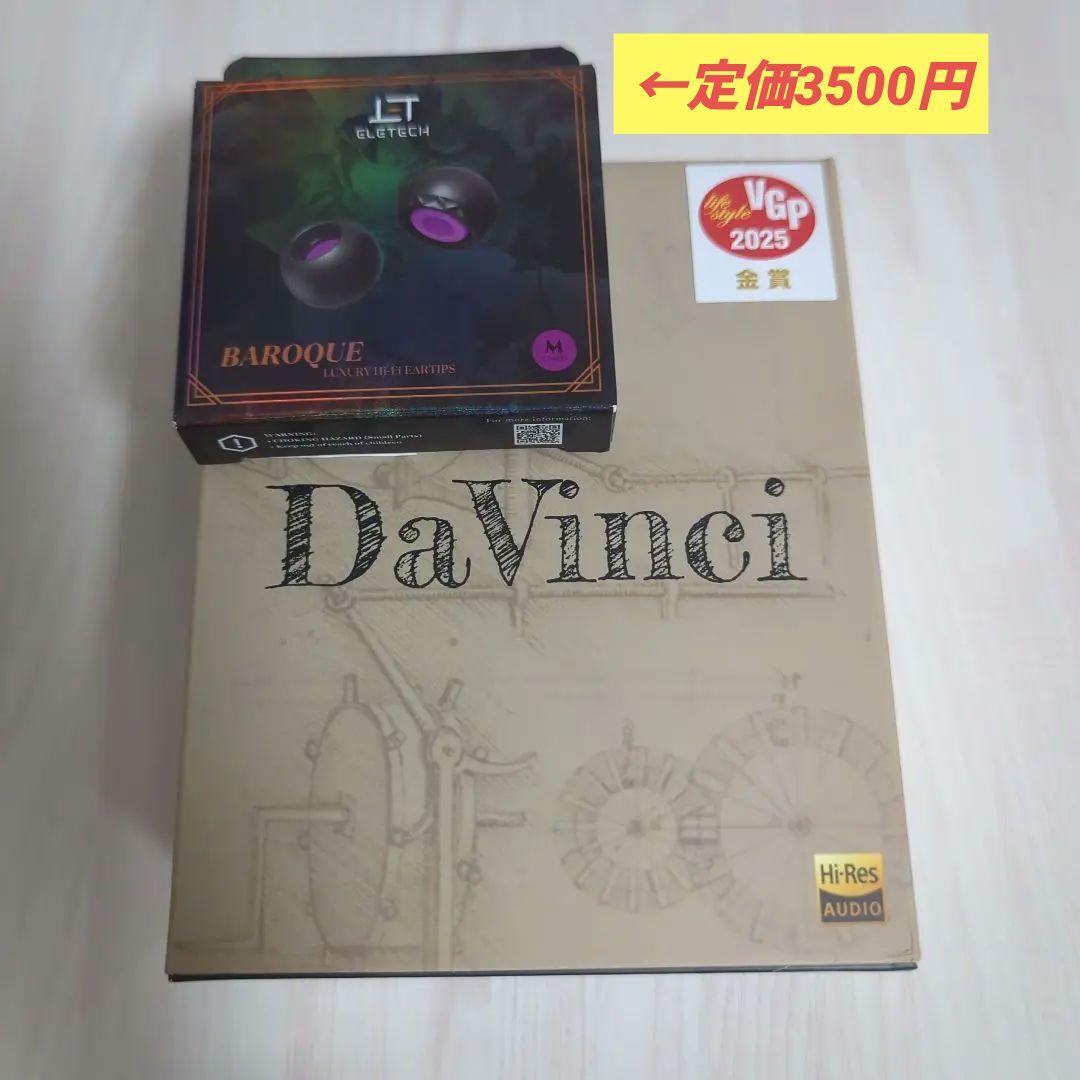 ←定価3500円
ELETECH
BAROQUE
LUXURY Hi-Fi EARTIPS
M
WARNING:
• CHOKING HAZARD (Small Parts)
• Keep out of reach of children
For more information:
life style VGP
2025
金賞
DaVinci
Hi-Res
AUDIO